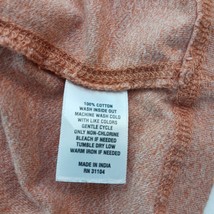 100% COTTON
WASH INSIDE OUT
MACHINE WASH COLD
WITH LIKE COLORS
GENTLE CYCLE
ONLY NON-CHLORINE
BLEACH IF NEEDED
TUMBLE DRY LOW
WARM IRON IF NEEDED
MADE IN INDIA
RN 31104